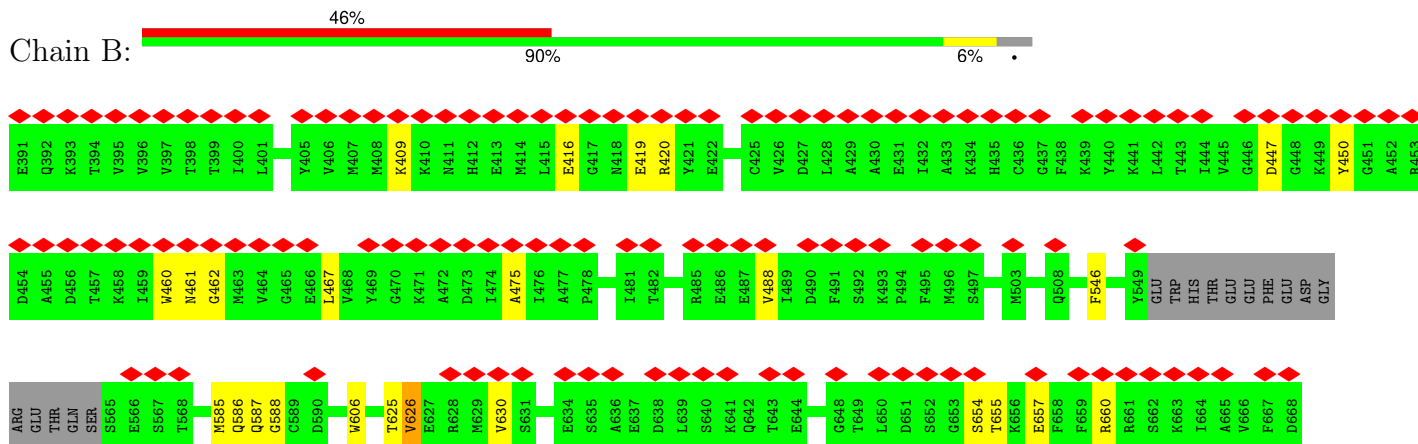 46%
Chain B:
90% 6% •
E391 Q392 K393 T394 V395 V396 V397 T398 T399 I400 L401 Y405 V406 M407 M408 K409 K410 N411 H412 E413 M414 L415 E416 G417 N418 E419 R420 Y421 E422 C425 V426 D427 L428 A429 A430 E431 I432 A433 K434 H435 C436 G437 F438 K439 Y440 K441 L442 T443 I444 V445 G446 D447 G448 K449 Y450 G451 A452 R453
D454 A455 D456 T457 K458 I459 W460 N461 G462 M463 V464 G465 E466 L467 V468 Y469 G470 K471 A472 D473 I474 A475 I476 A477 P478 I481 T482 R485 E486 E487 V488 I489 D490 F491 S492 K493 P494 F495 M496 S497 M503 Q508 F546 Y549 GLU TRP HIS THR GLU GLU PHE GLU ASP GLY
ARG GLU THR GLN SER S565 E566 S567 T568 M585 Q586 Q587 G588 C589 D590 W606 T625 V626 E627 R628 M629 V630 S631 E634 S635 A636 E637 D638 L639 S640 K641 Q642 T643 E644 G648 T649 L650 D651 S652 G653 S654 T655 K656 E657 F658 F659 R660 R661 S662 K663 I664 A665 V666 F667 D668